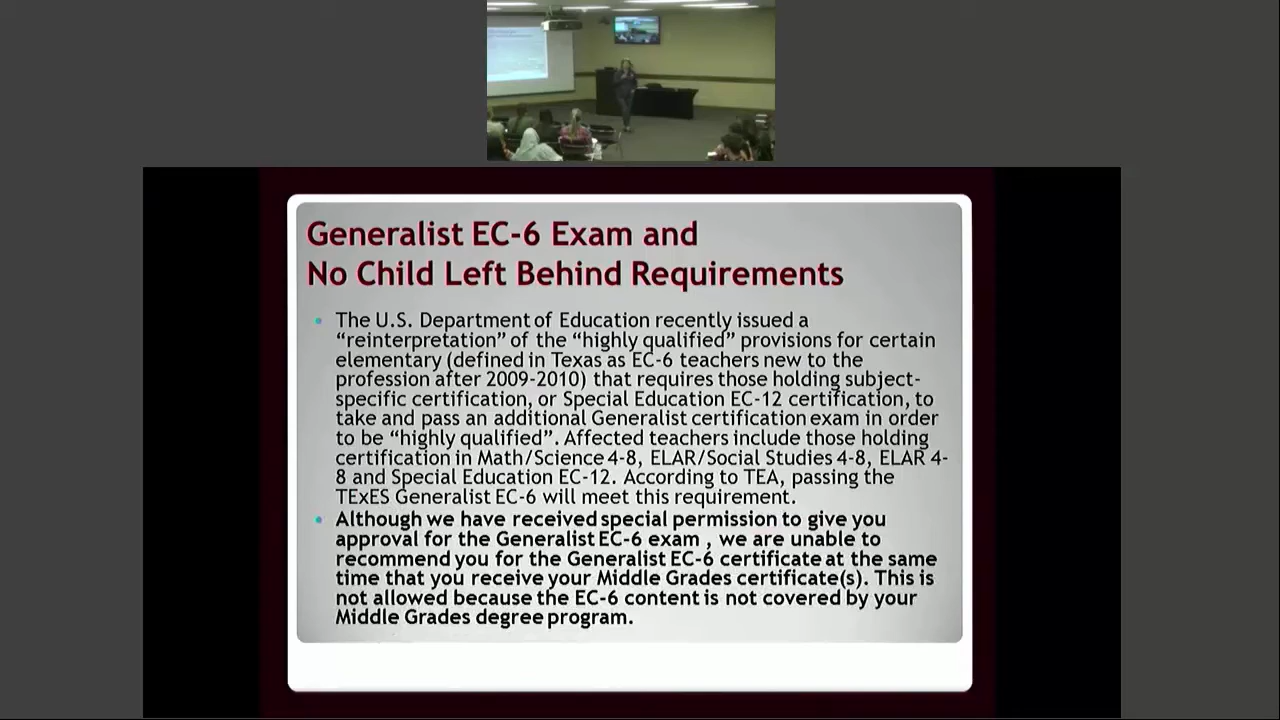 Generalist EC-6 Exam and
No Child Left Behind Requirements
• The U.S. Department of Education recently issued a
“reinterpretation” of the “highly qualified” provisions for certain
elementary (defined in Texas as EC-6 teachers new to the
profession after 2009-2010) that requires those holding subject-
specific certification, or Special Education EC-12 certification, to
take and pass an additional Generalist certification exam in order
to be “highly qualified”. Affected teachers include those holding
certification in Math/Science 4-8, ELAR/Social Studies 4-8, ELAR 4-
8 and Special Education EC-12. According to TEA, passing the
TExES Generalist EC-6 will meet this requirement.
• Although we have received special permission to give you
approval for the Generalist EC-6 exam , we are unable to
recommend you for the Generalist EC-6 certificate at the same
time that you receive your Middle Grades certificate(s). This is
not allowed because the EC-6 content is not covered by your
Middle Grades degree program.